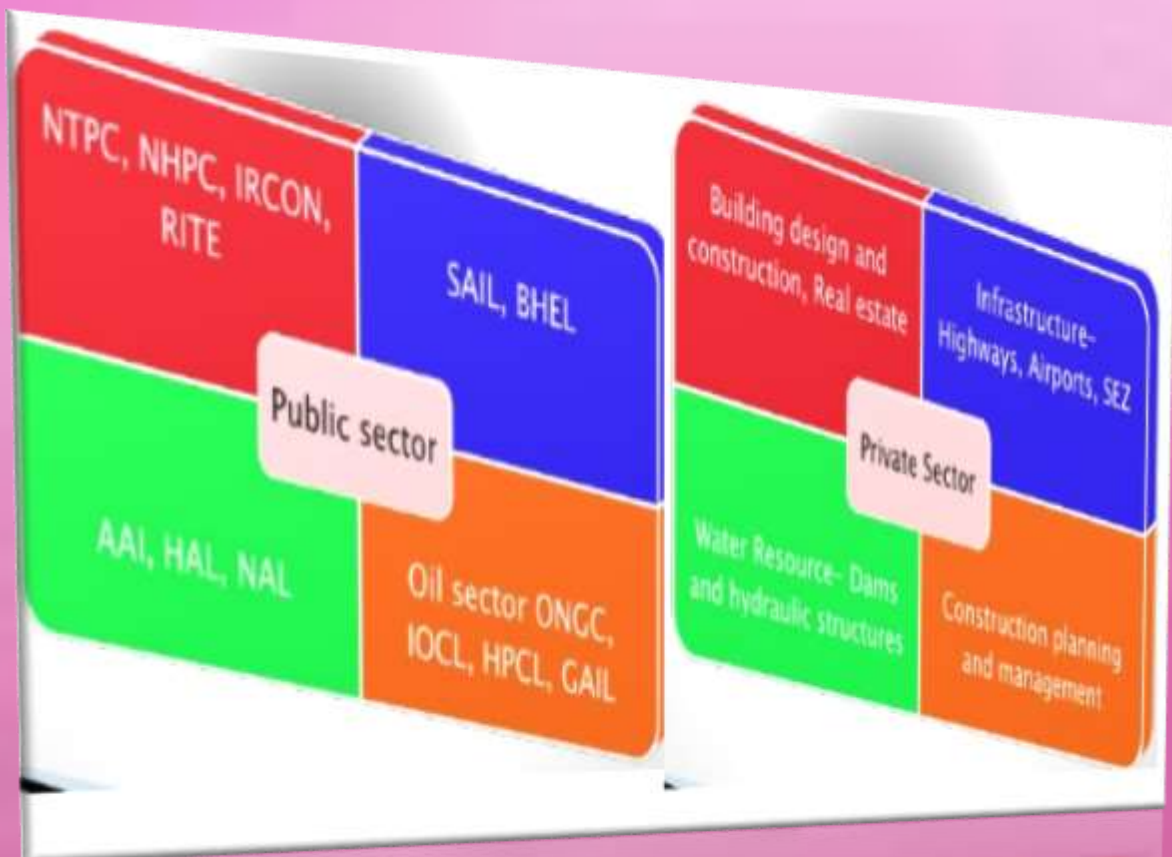 NTPC, NHPC, IRCON,
RITE
SAIL, BHEL
Public sector
AAI, HAL, NAL
Oil sector ONGC,
IOCL, HPCL, GAIL
Building design and
construction, Real estate
Infrastructure–
Highways, Airports, SEZ
Private Sector
Water Resource– Dams
and hydraulic structures
Construction planning
and management